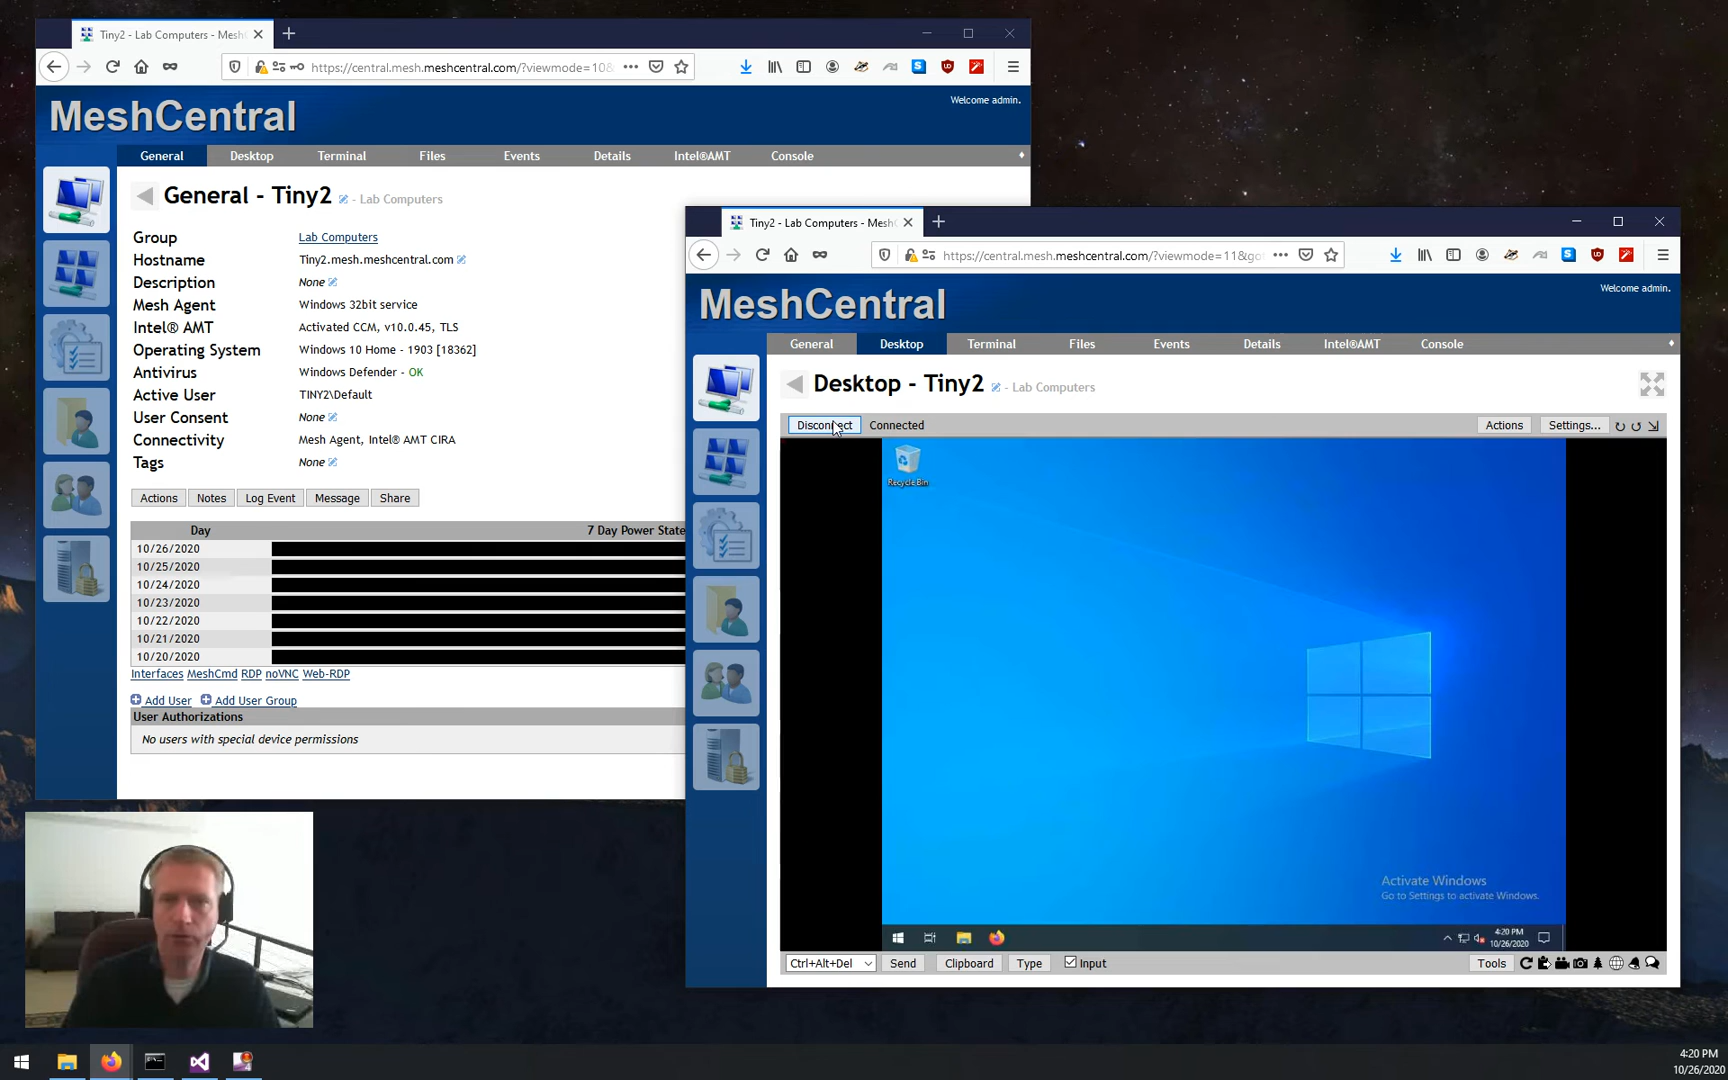 Tiny2 - Lab Computers - Mesh
https://central.mesh.meshcentral.com/?viewmode=10&
MeshCentral
Welcome admin.
General Desktop Terminal Files Events Details Intel®AMT Console
General - Tiny2 - Lab Computers
Group Lab Computers
Hostname Tiny2.mesh.meshcentral.com
Description None
Mesh Agent Windows 32bit service
Intel® AMT Activated CCM, v10.0.45, TLS
Operating System Windows 10 Home - 1903 [18362]
Antivirus Windows Defender - OK
Active User TINY2\Default
User Consent None
Connectivity Mesh Agent, Intel® AMT CIRA
Tags None
Actions Notes Log Event Message Share
Day 7 Day Power State
10/26/2020
10/25/2020
10/24/2020
10/23/2020
10/22/2020
10/21/2020
10/20/2020
Interfaces MeshCmd RDP noVNC Web-RDP
Add User Add User Group
User Authorizations
No users with special device permissions
Tiny2 - Lab Computers - MeshC
https://central.mesh.meshcentral.com/?viewmode=11&go
MeshCentral
Welcome admin.
General Desktop Terminal Files Events Details Intel®AMT Console
Desktop - Tiny2 - Lab Computers
Disconnect Connected Actions Settings...
Recycle Bin
Activate Windows
Go to Settings to activate Windows.
4:20 PM
10/26/2020
Ctrl+Alt+Del Send Clipboard Type Input Tools
4:20 PM
10/26/2020